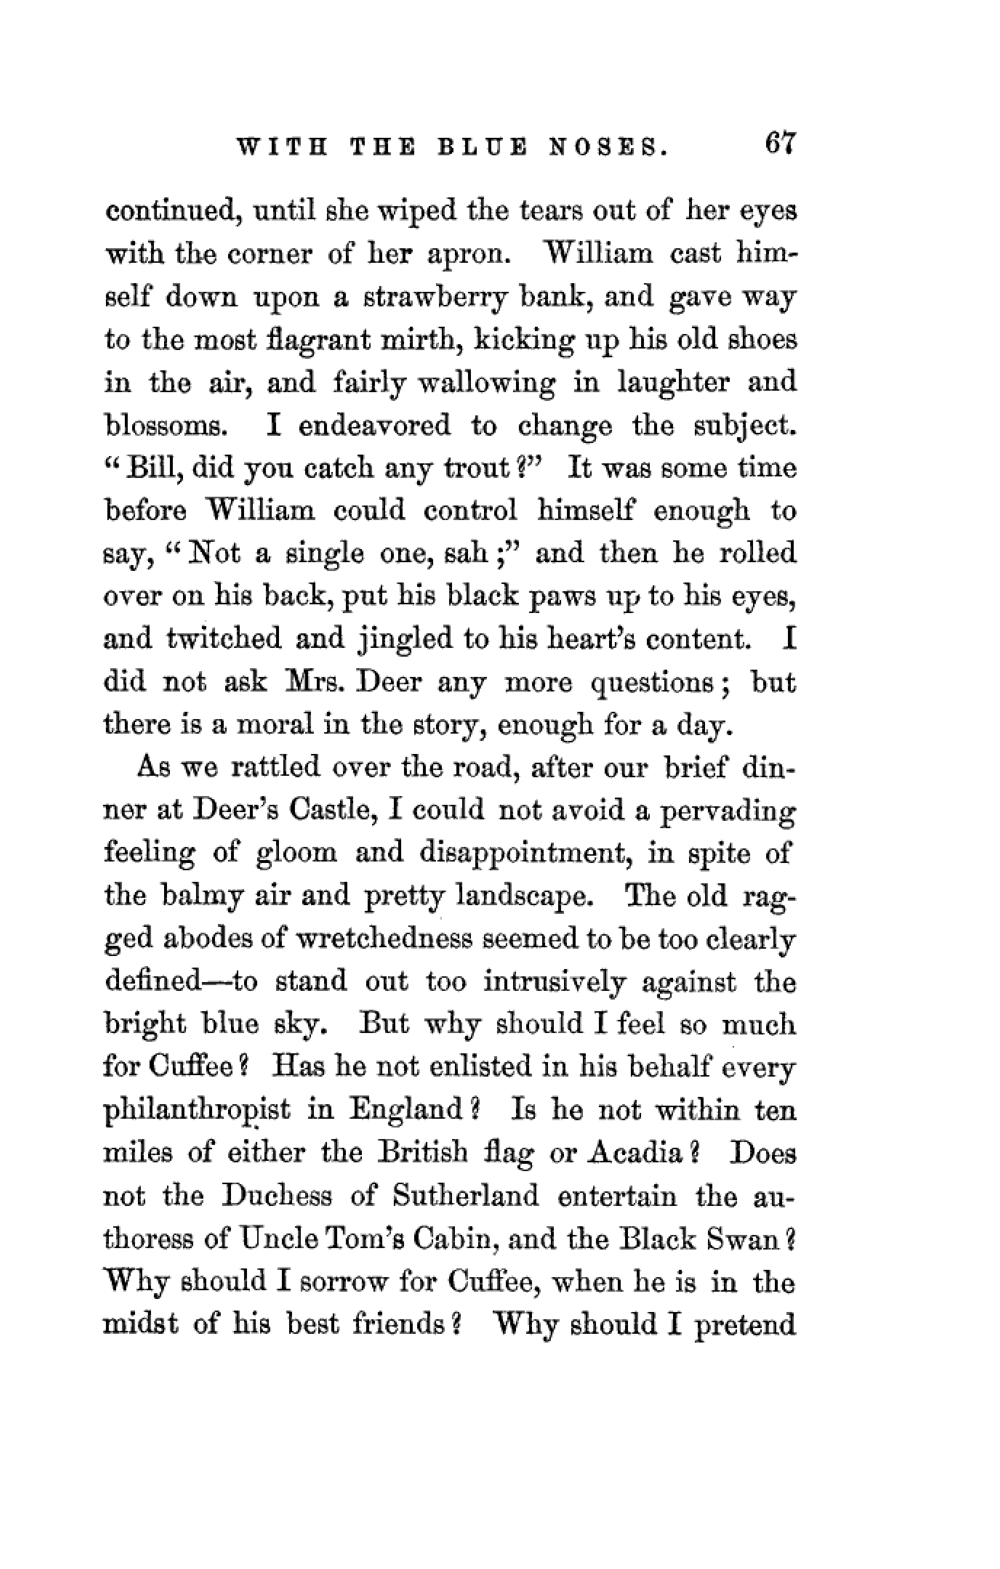 WITH THE BLUE NOSES. 67
continued, until she wiped the tears out of her eyes
with the corner of her apron. William cast him-
self down upon a strawberry bank, and gave way
to the most flagrant mirth, kicking up his old shoes
in the air, and fairly wallowing in laughter and
blossoms. I endeavored to change the subject.
“Bill, did you catch any trout?” It was some time
before William could control himself enough to
say, “Not a single one, sah;” and then he rolled
over on his back, put his black paws up to his eyes,
and twitched and jingled to his heart’s content. I
did not ask Mrs. Deer any more questions; but
there is a moral in the story, enough for a day.
As we rattled over the road, after our brief din-
ner at Deer’s Castle, I could not avoid a pervading
feeling of gloom and disappointment, in spite of
the balmy air and pretty landscape. The old rag-
ged abodes of wretchedness seemed to be too clearly
defined—to stand out too intrusively against the
bright blue sky. But why should I feel so much
for Cuffee? Has he not enlisted in his behalf every
philanthropist in England? Is he not within ten
miles of either the British flag or Acadia? Does
not the Duchess of Sutherland entertain the au-
thoress of Uncle Tom’s Cabin, and the Black Swan?
Why should I sorrow for Cuffee, when he is in the
midst of his best friends? Why should I pretend